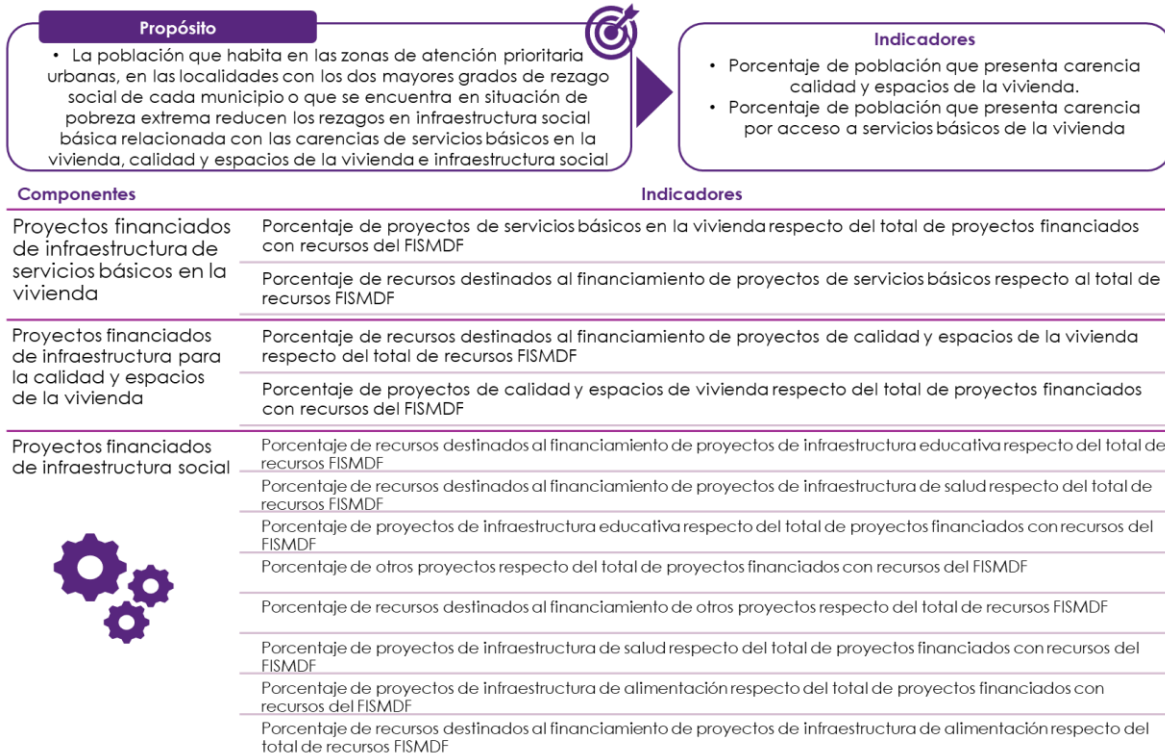 Propósito
• La población que habita en las zonas de atención prioritaria
urbanas, en las localidades con los dos mayores grados de rezago
social de cada municipio o que se encuentra en situación de
pobreza extrema reducen los rezagos en infraestructura social
básica relacionada con las carencias de servicios básicos en la
vivienda, calidad y espacios de la vivienda e infraestructura social
Indicadores
• Porcentaje de población que presenta carencia
calidad y espacios de la vivienda.
• Porcentaje de población que presenta carencia
por acceso a servicios básicos de la vivienda
Componentes
Indicadores
Proyectos financiados
de infraestructura de
servicios básicos en la
vivienda
Porcentaje de proyectos de servicios básicos en la vivienda respecto del total de proyectos financiados
con recursos del FISMDF
Porcentaje de recursos destinados al financiamiento de proyectos de servicios básicos respecto al total de
recursos FISMDF
Proyectos financiados
de infraestructura para
la calidad y espacios
de la vivienda
Porcentaje de recursos destinados al financiamiento de proyectos de calidad y espacios de la vivienda
respecto del total de recursos FISMDF
Porcentaje de proyectos de calidad y espacios de vivienda respecto del total de proyectos financiados
con recursos del FISMDF
Proyectos financiados
de infraestructura social
Porcentaje de recursos destinados al financiamiento de proyectos de infraestructura educativa respecto del total de
recursos FISMDF
Porcentaje de recursos destinados al financiamiento de proyectos de infraestructura de salud respecto del total de
recursos FISMDF
Porcentaje de proyectos de infraestructura educativa respecto del total de proyectos financiados con recursos del
FISMDF
Porcentaje de otros proyectos respecto del total de proyectos financiados con recursos del FISMDF
Porcentaje de recursos destinados al financiamiento de otros proyectos respecto del total de recursos FISMDF
Porcentaje de proyectos de infraestructura de salud respecto del total de proyectos financiados con recursos del
FISMDF
Porcentaje de proyectos de infraestructura de alimentación respecto del total de proyectos financiados con
recursos del FISMDF
Porcentaje de recursos destinados al financiamiento de proyectos de infraestructura de alimentación respecto del
total de recursos FISMDF